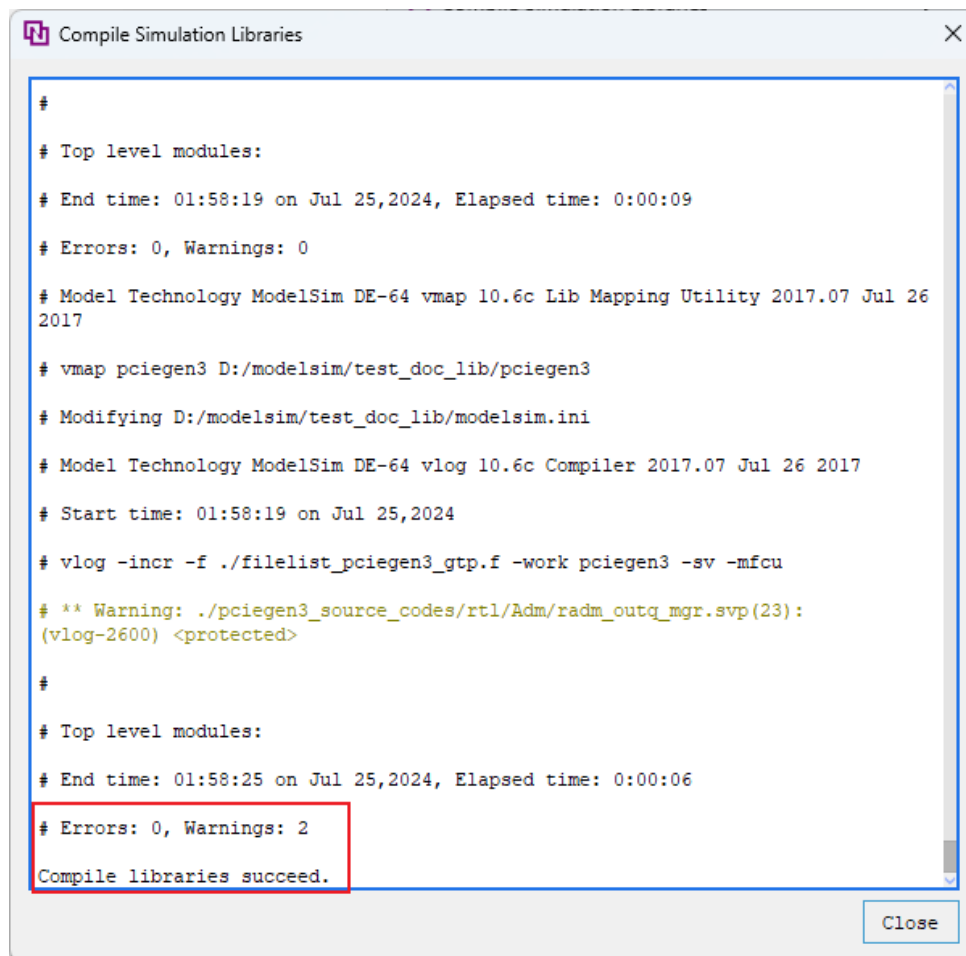 Compile Simulation Libraries
#
# Top level modules:
# End time: 01:58:19 on Jul 25,2024, Elapsed time: 0:00:09
# Errors: 0, Warnings: 0
# Model Technology ModelSim DE-64 vmap 10.6c Lib Mapping Utility 2017.07 Jul 26
2017
# vmap pciegen3 D:/modelsim/test_doc_lib/pciegen3
# Modifying D:/modelsim/test_doc_lib/modelsim.ini
# Model Technology ModelSim DE-64 vlog 10.6c Compiler 2017.07 Jul 26 2017
# Start time: 01:58:19 on Jul 25,2024
# vlog -incr -f ./filelist_pciegen3_gtp.f -work pciegen3 -sv -mfcu
# ** Warning: ./pciegen3_source_codes/rtl/Adm/radm_outq_mgr.svp(23):
(vlog-2600) <protected>
#
# Top level modules:
# End time: 01:58:25 on Jul 25,2024, Elapsed time: 0:00:06
# Errors: 0, Warnings: 2
Compile libraries succeed.
Close